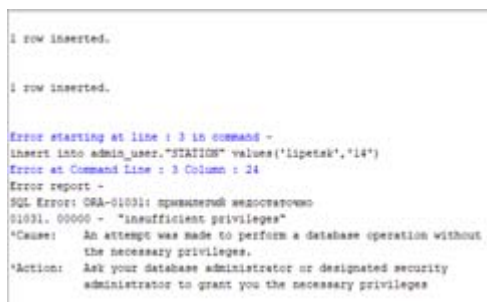 1 row inserted.
1 row inserted.
Error starting at line : 3 in command -
insert into admin_user."STATION" values('lipetsk','14')
Error at Command Line : 3 Column : 24
Error report -
SQL Error: ORA-01031: привилегий недостаточно
01031. 00000 - "insufficient privileges"
*Cause: An attempt was made to perform a database operation without
the necessary privileges.
*Action: Ask your database administrator or designated security
administrator to grant you the necessary privileges